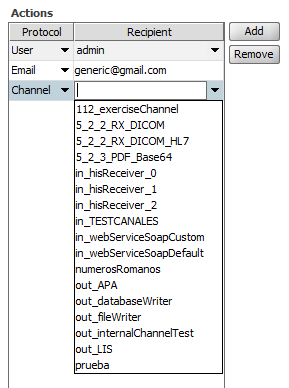 Actions
Protocol Recipient Add
User admin Remove
Email generic@gmail.com
Channel
112_exerciseChannel
5_2_2_RX_DICOM
5_2_2_RX_DICOM_HL7
5_2_3_PDF_Base64
in_hisReceiver_0
in_hisReceiver_1
in_hisReceiver_2
in_TESTCANALES
in_webServiceSoapCustom
in_webServiceSoapDefault
numerosRomanos
out_APA
out_databaseWriter
out_fileWriter
out_internalChannelTest
out_LIS
prueba